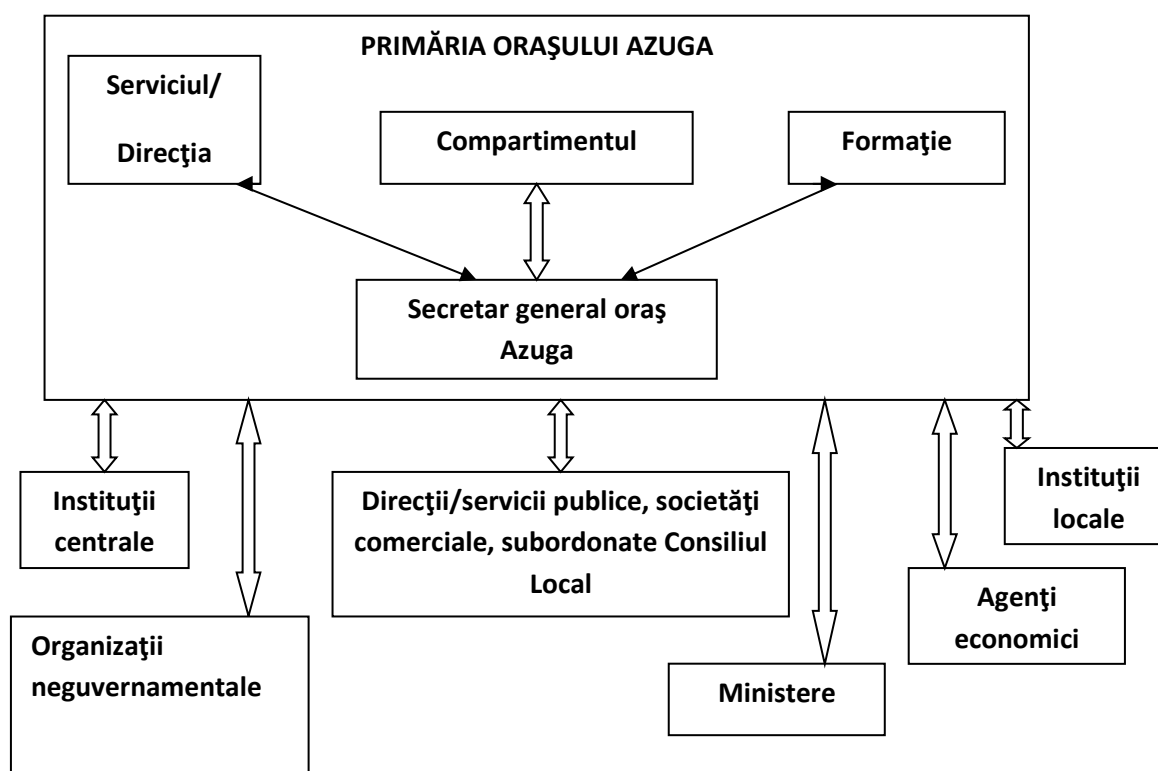 PRIMĂRIA ORAŞULUI AZUGA
Serviciul/
Direcţia
Compartimentul
Formaţie
Secretar general oraş
Azuga
Instituţii
centrale
Direcţii/servicii publice, societăţi
comerciale, subordonate Consiliul
Local
Instituţii
locale
Organizaţii
neguvernamentale
Ministere
Agenţi
economici